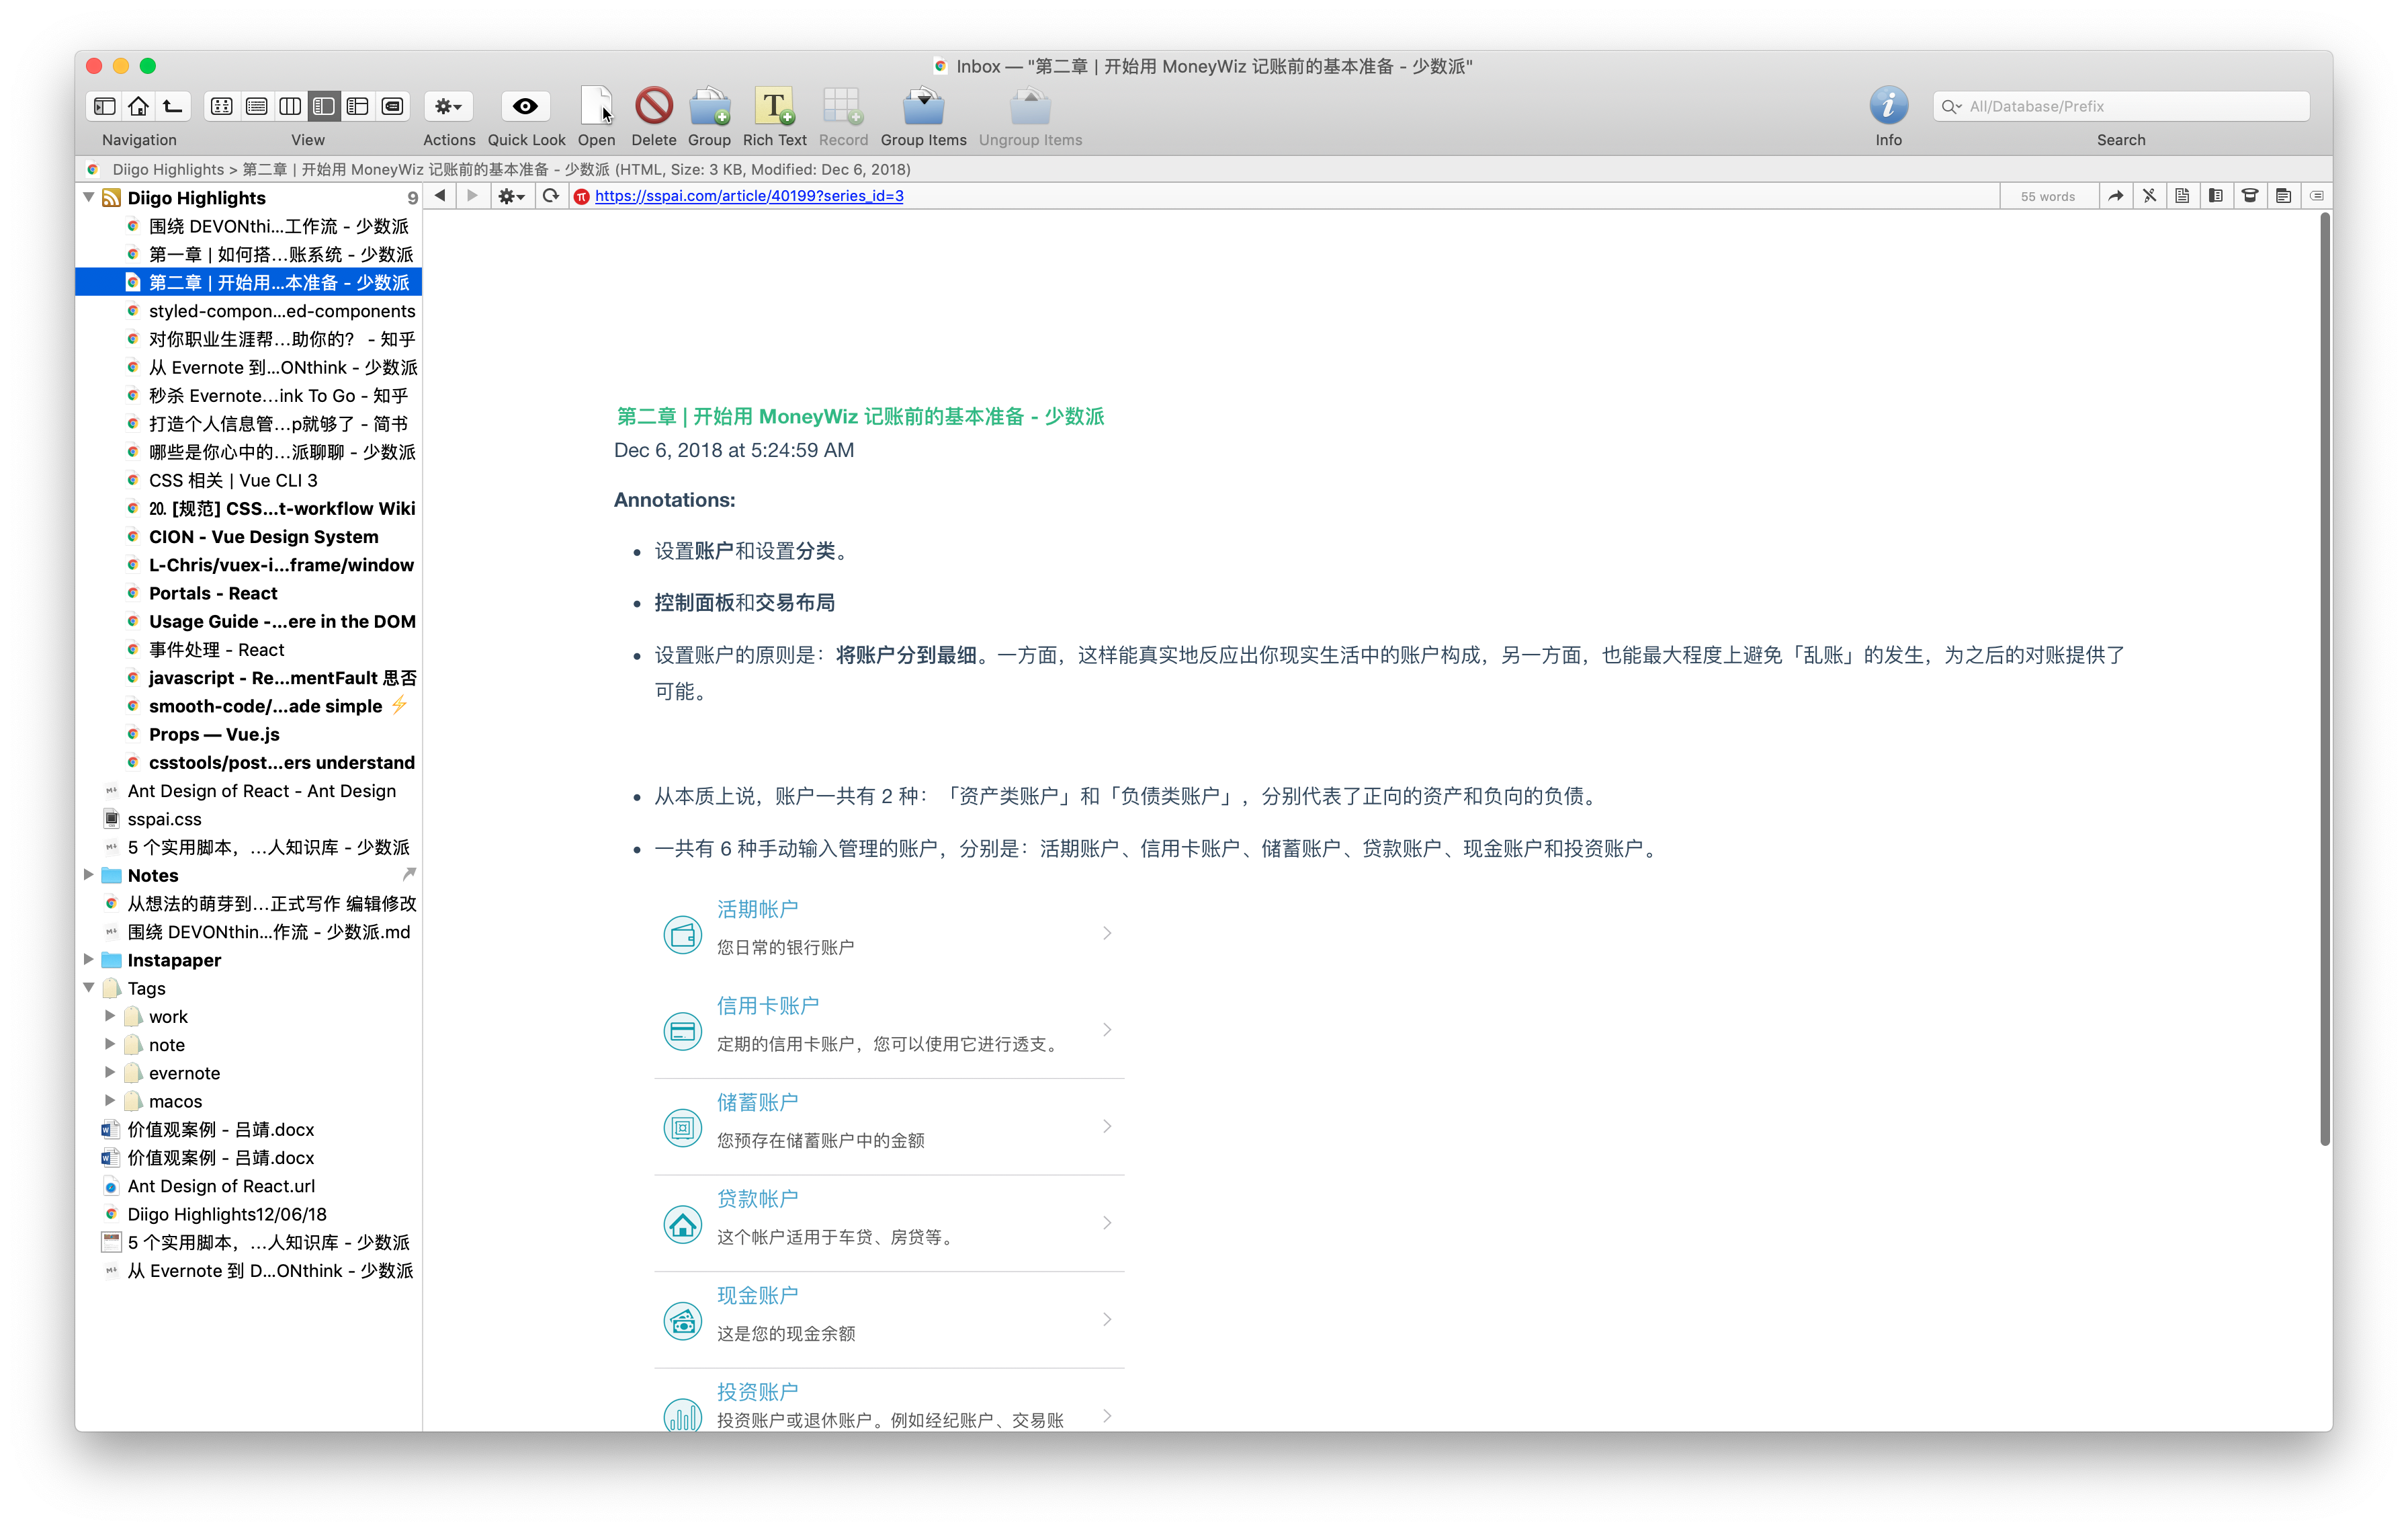 Inbox — "第二章 | 开始用 MoneyWiz 记账前的基本准备 - 少数派"
Navigation View Actions Quick Look Open Delete Group Rich Text Record Group Items Ungroup Items Info Search
All/Database/Prefix
Diigo Highlights > 第二章 | 开始用 MoneyWiz 记账前的基本准备 - 少数派 (HTML, Size: 3 KB, Modified: Dec 6, 2018)
Diigo Highlights 9
围绕 DEVONthi...工作流 - 少数派
第一章 | 如何搭...账系统 - 少数派
第二章 | 开始用...本准备 - 少数派
styled-compon...ed-components
对你职业生涯帮...助你的? - 知乎
从 Evernote 到...ONthink - 少数派
秒杀 Evernote...ink To Go - 知乎
打造个人信息管...p就够了 - 简书
哪些是你心中的...派聊聊 - 少数派
CSS 相关 | Vue CLI 3
20. [规范] CSS...t-workflow Wiki
CION - Vue Design System
L-Chris/vuex-i...frame/window
Portals - React
Usage Guide -...ere in the DOM
事件处理 - React
javascript - Re...mentFault 思否
smooth-code/...ade simple ⚡
Props — Vue.js
csstools/post...ers understand
Ant Design of React - Ant Design
sspai.css
5 个实用脚本，...人知识库 - 少数派
Notes
从想法的萌芽到...正式写作 编辑修改
围绕 DEVONthin...作流 - 少数派.md
Instapaper
Tags
work
note
evernote
macos
价值观案例 - 吕靖.docx
价值观案例 - 吕靖.docx
Ant Design of React.url
Diigo Highlights12/06/18
5 个实用脚本，...人知识库 - 少数派
从 Evernote 到 D...ONthink - 少数派
https://sspai.com/article/40199?series_id=3
55 words
第二章 | 开始用 MoneyWiz 记账前的基本准备 - 少数派
Dec 6, 2018 at 5:24:59 AM
Annotations:
• 设置账户和设置分类。
• 控制面板和交易布局
• 设置账户的原则是：将账户分到最细。一方面，这样能真实地反应出你现实生活中的账户构成，另一方面，也能最大程度上避免「乱账」的发生，为之后的对账提供了
可能。
• 从本质上说，账户一共有 2 种：「资产类账户」和「负债类账户」，分别代表了正向的资产和负向的负债。
• 一共有 6 种手动输入管理的账户，分别是：活期账户、信用卡账户、储蓄账户、贷款账户、现金账户和投资账户。
活期帐户
您日常的银行账户
信用卡账户
定期的信用卡账户，您可以使用它进行透支。
储蓄账户
您预存在储蓄账户中的金额
贷款帐户
这个帐户适用于车贷、房贷等。
现金账户
这是您的现金余额
投资账户
投资账户或退休账户。例如经纪账户、交易账